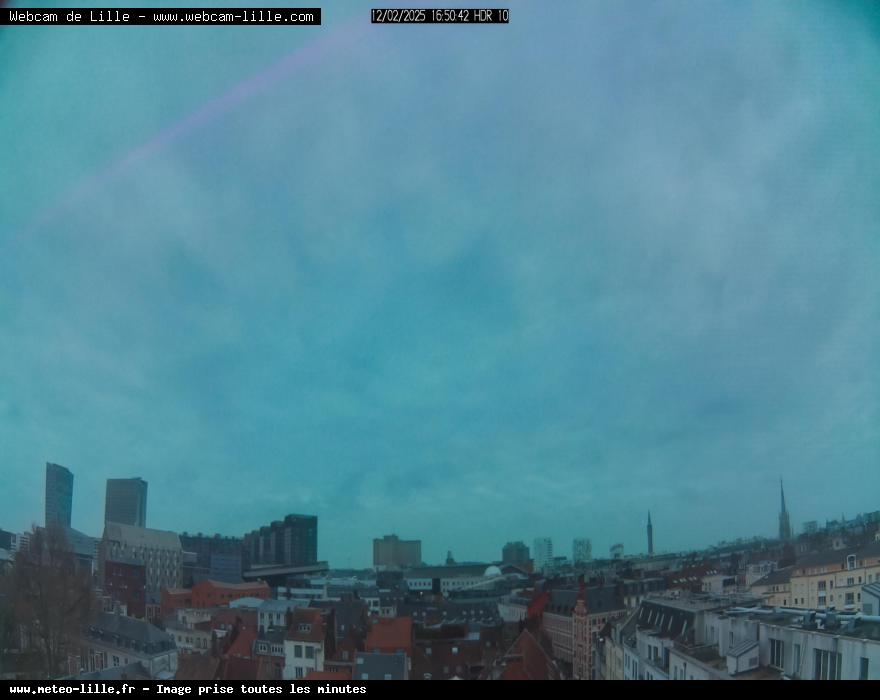 Webcam de Lille - www.webcam-lille.com
12/02/2025 16:50:42 HDR 10
www.meteo-lille.fr - Image prise toutes les minutes